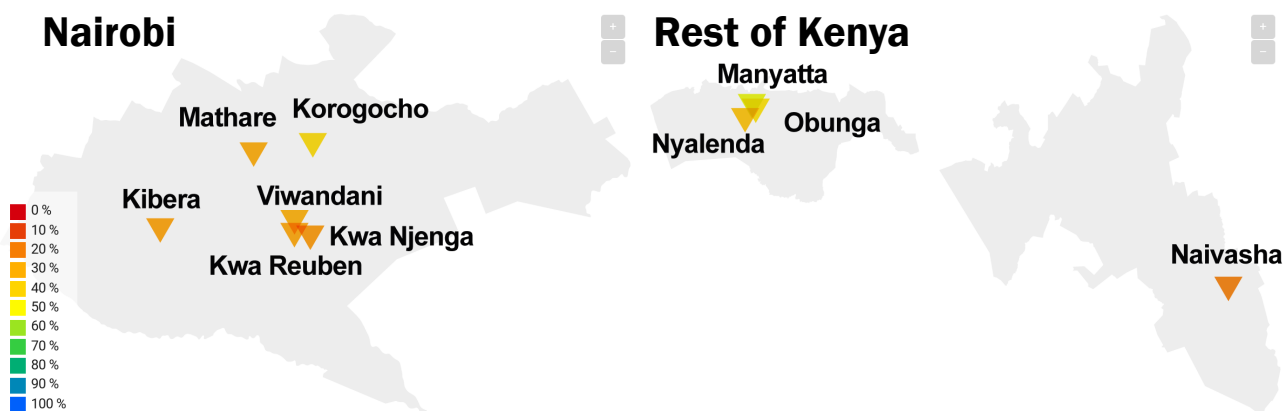 Nairobi
+
−
Mathare
Korogocho
Kibera
Viwandani
Kwa Njenga
Kwa Reuben
0 %
10 %
20 %
30 %
40 %
50 %
60 %
70 %
80 %
90 %
100 %
Rest of Kenya
+
−
Manyatta
Obunga
Nyalenda
Naivasha